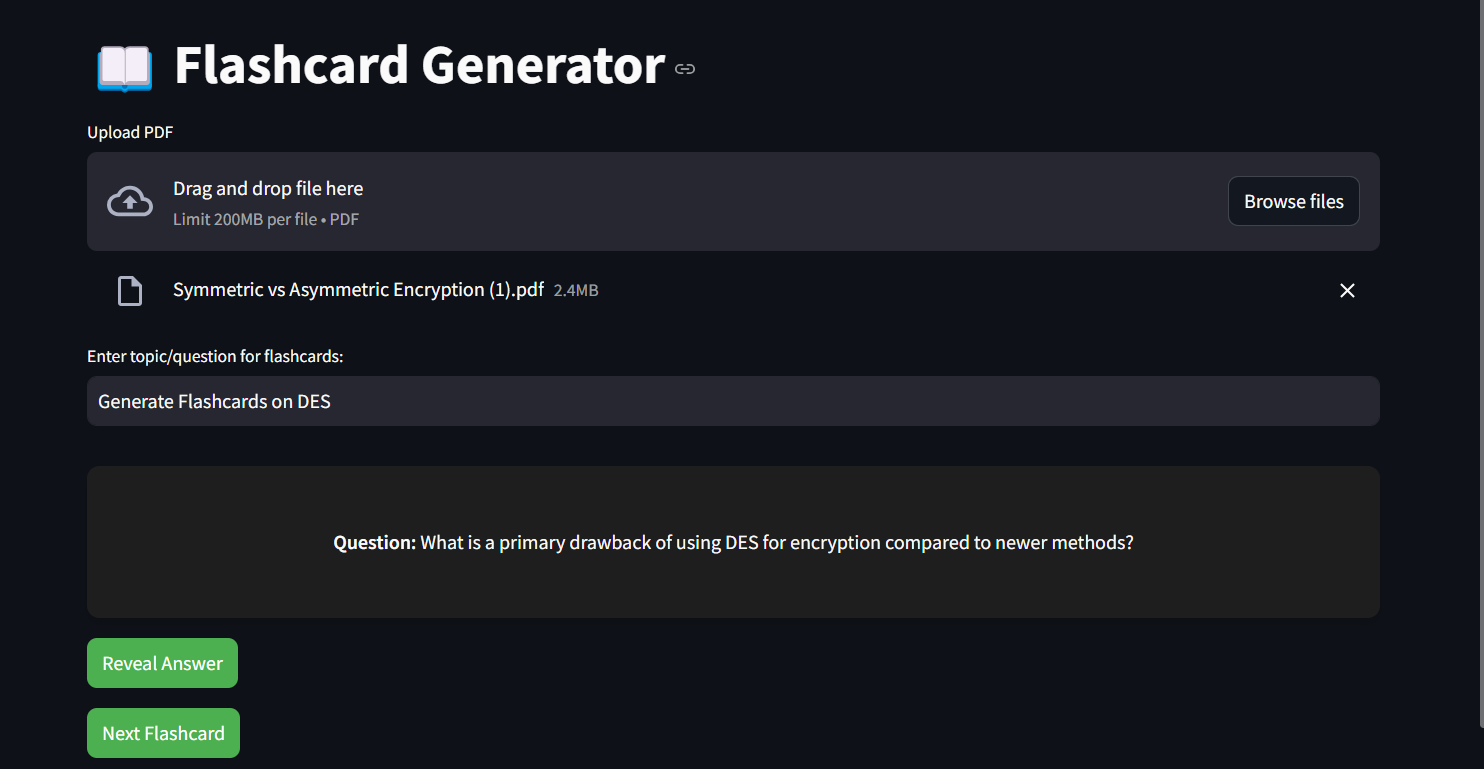 Flashcard Generator
Upload PDF
Drag and drop file here
Limit 200MB per file • PDF
Browse files
Symmetric vs Asymmetric Encryption (1).pdf 2.4MB
Enter topic/question for flashcards:
Generate Flashcards on DES
Question: What is a primary drawback of using DES for encryption compared to newer methods?
Reveal Answer
Next Flashcard